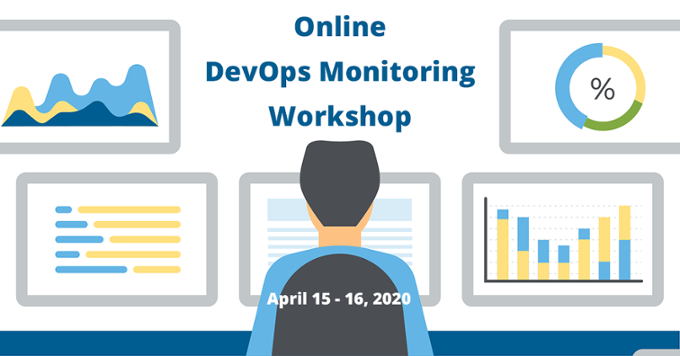 Online
DevOps Monitoring
Workshop
%
April 15 - 16, 2020